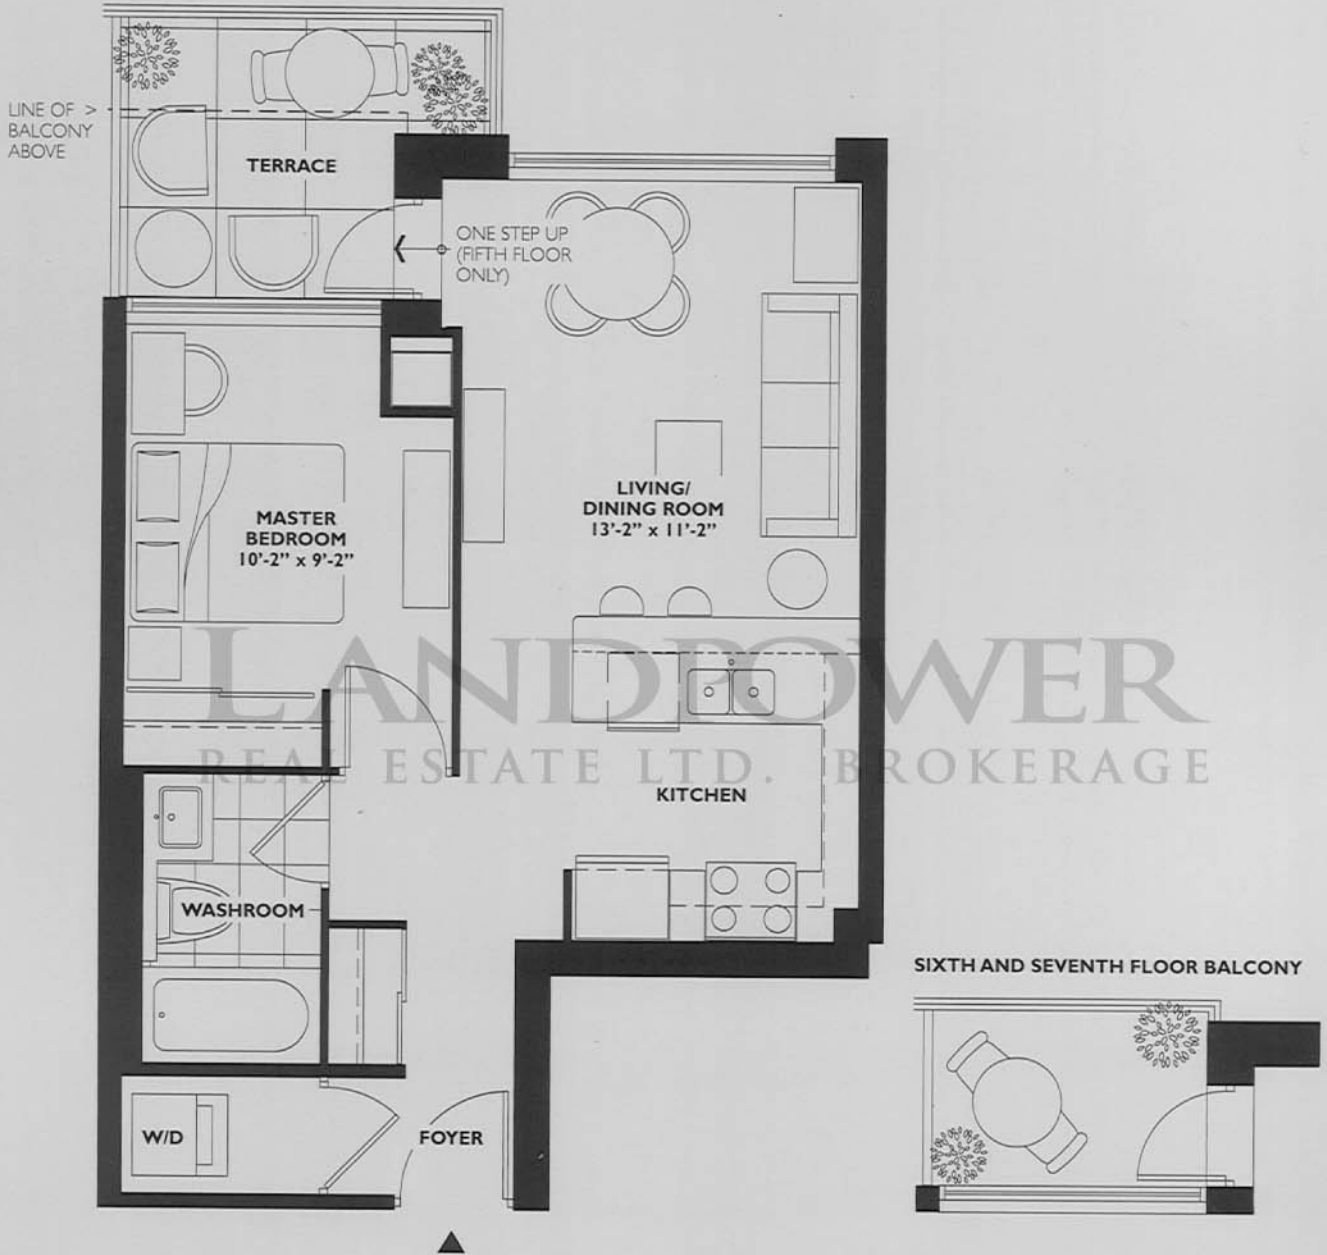 LINE OF >
BALCONY
ABOVE
TERRACE
ONE STEP UP
(FIFTH FLOOR
ONLY)
LIVING/
DINING ROOM
13'-2" x 11'-2"
MASTER
BEDROOM
10'-2" x 9'-2"
LANDPOWER
REAL ESTATE LTD. BROKERAGE
KITCHEN
WASHROOM
SIXTH AND SEVENTH FLOOR BALCONY
W/D
FOYER